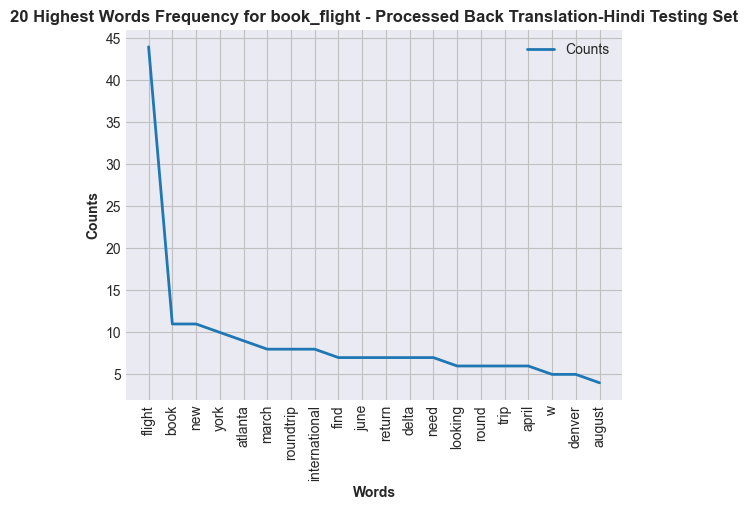 20 Highest Words Frequency for book_flight - Processed Back Translation-Hindi Testing Set
Counts
45
40
35
30
25
20
15
10
5
Counts
flight
book
new
york
atlanta
march
roundtrip
international
find
june
return
delta
need
looking
round
trip
april
w
denver
august
Words